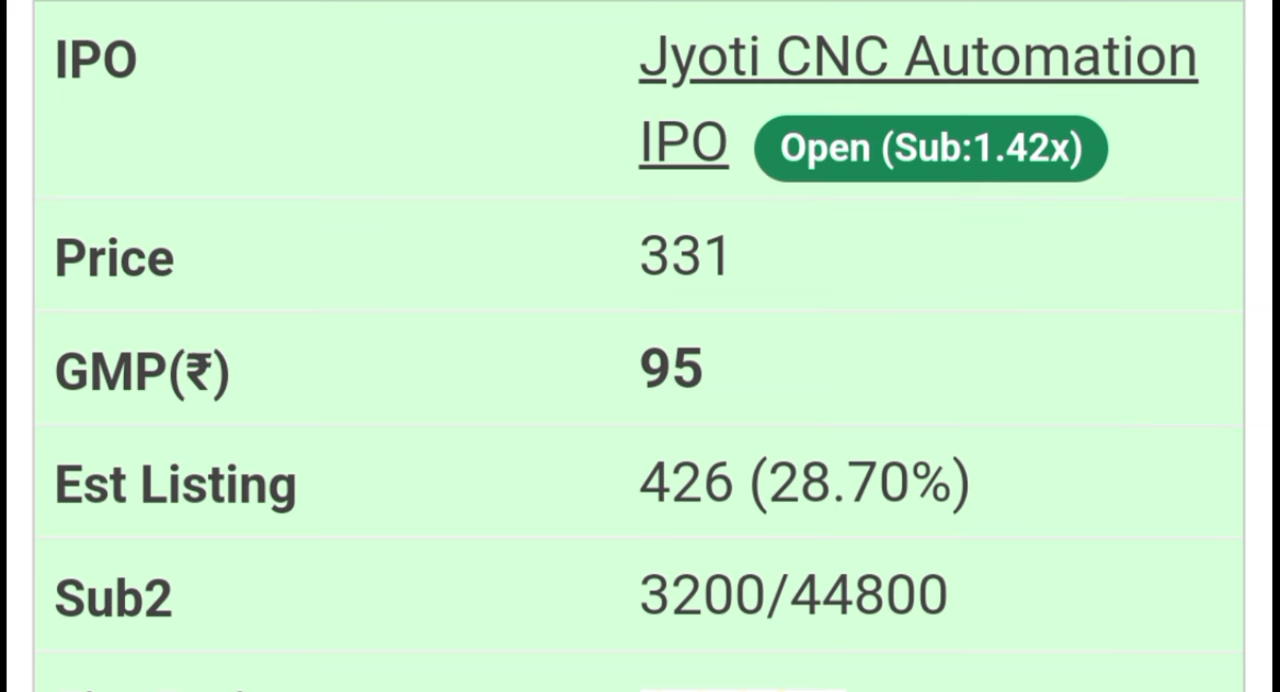 IPO
Jyoti CNC Automation
IPO Open (Sub:1.42x)
Price 331
GMP(₹) 95
Est Listing 426 (28.70%)
Sub2 3200/44800